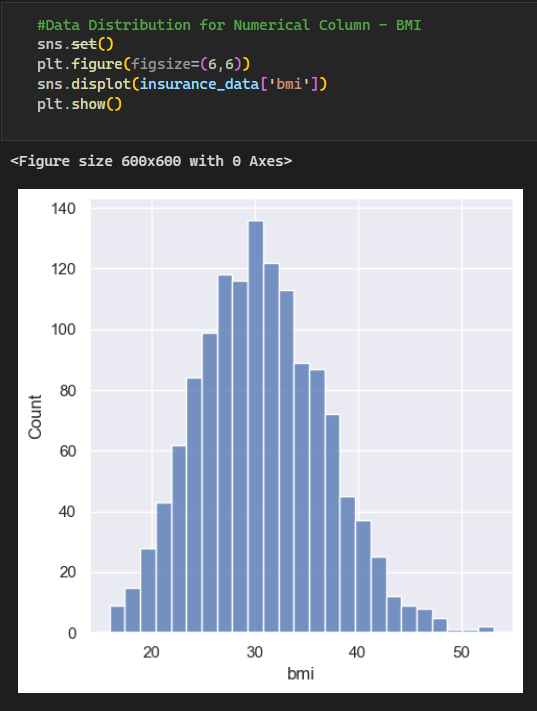 #Data Distribution for Numerical Column - BMI
sns.set()
plt.figure(figsize=(6,6))
sns.displot(insurance_data['bmi'])
plt.show()
<Figure size 600x600 with 0 Axes>
140
120
100
80
60
40
20
0
Count
20 30 40 50
bmi